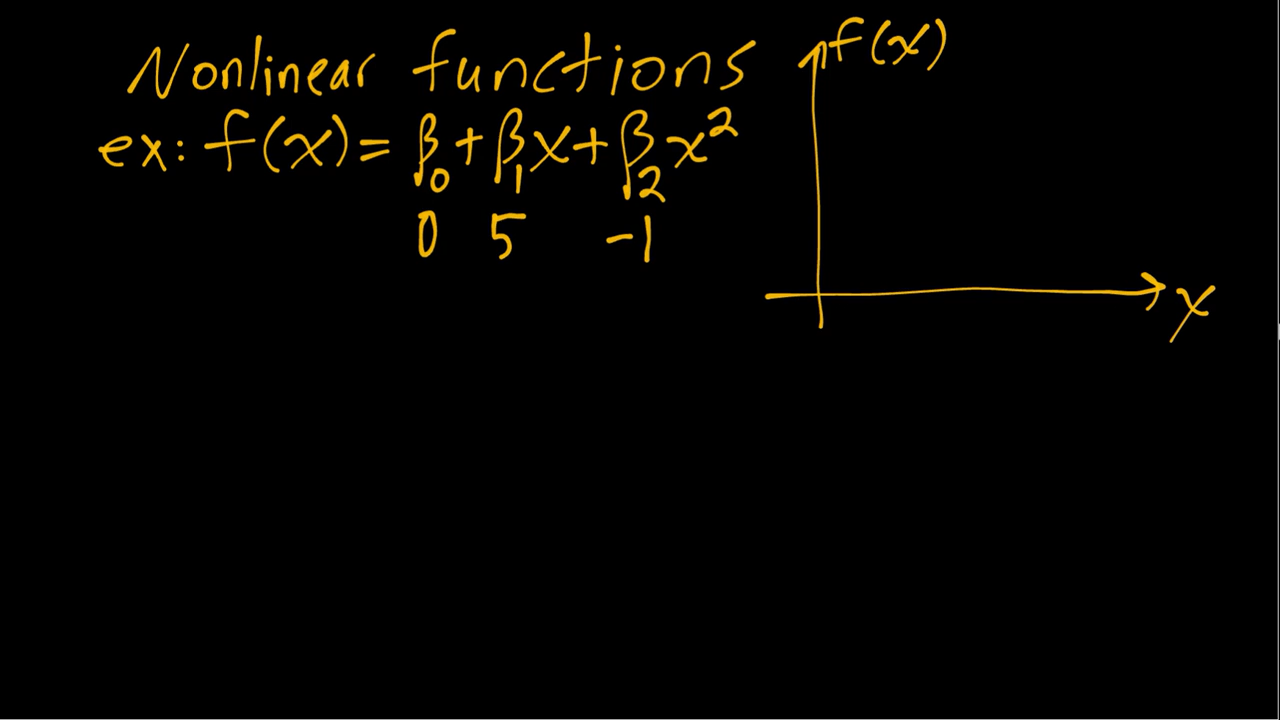 Nonlinear functions
f(x)
ex: f(x) = β₀ + β₁x + β₂x²
0 5 -1
x